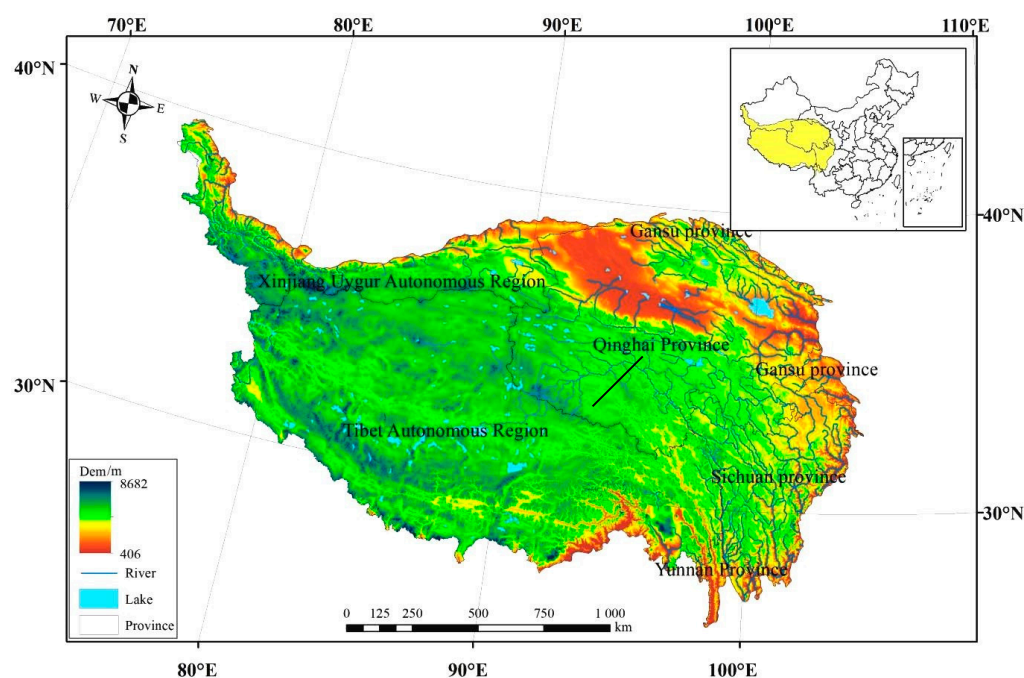 70°E 80°E 90°E 100°E 110°E
40°N
N
W E
S
40°N
Gansu province
Xinjiang Uygur Autonomous Region
Qinghai Province
Gansu province
30°N
Tibet Autonomous Region
Sichuan province
30°N
Yunnan Province
Dem/m
8682
406
River
Lake
Province
0 125 250 500 750 1 000
km
80°E 90°E 100°E